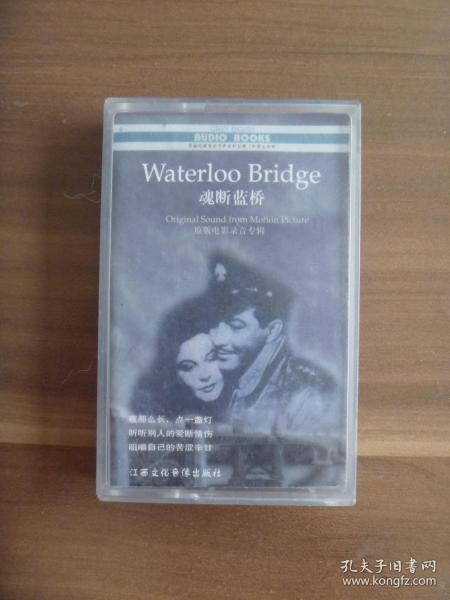 AUDIO BOOKS
Waterloo Bridge
魂断蓝桥
Original Sound from Motion Picture
原版电影录音专辑
夜那么长，点一盏灯
听听别人的爱断情伤
咀嚼自己的苦涩辛甘
江西文化音像出版社
孔夫子旧书网
www.kongfz.com